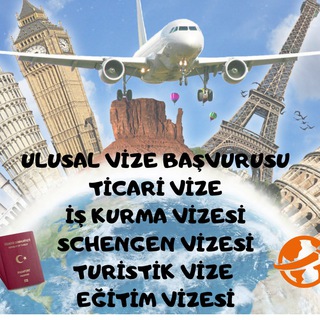 ULUSAL VİZE BAŞVURUSU
TİCARİ VİZE
İŞ KURMA VİZESİ
SCHENGEN VİZESİ
TURİSTİK VİZE
EĞİTİM VİZESİ